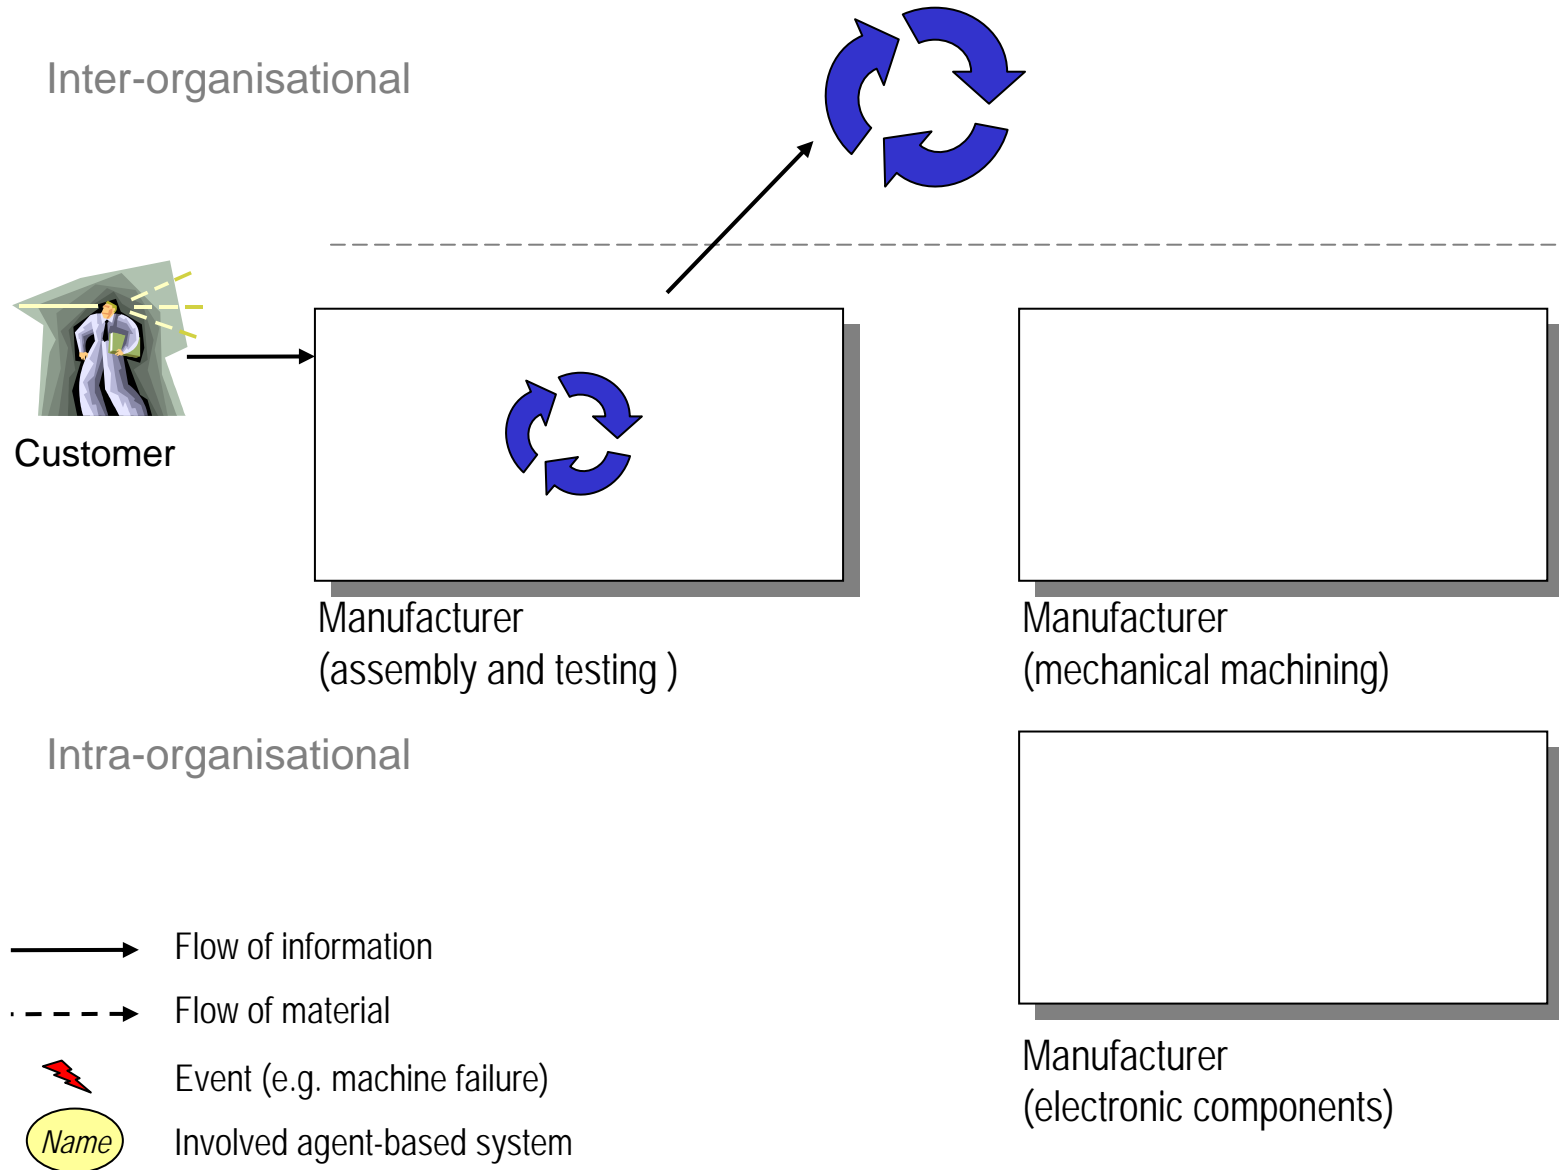 Inter-organisational
Customer
Manufacturer
(assembly and testing )
Manufacturer
(mechanical machining)
Intra-organisational
Flow of information
Flow of material
Event (e.g. machine failure)
Name
Involved agent-based system
Manufacturer
(electronic components)